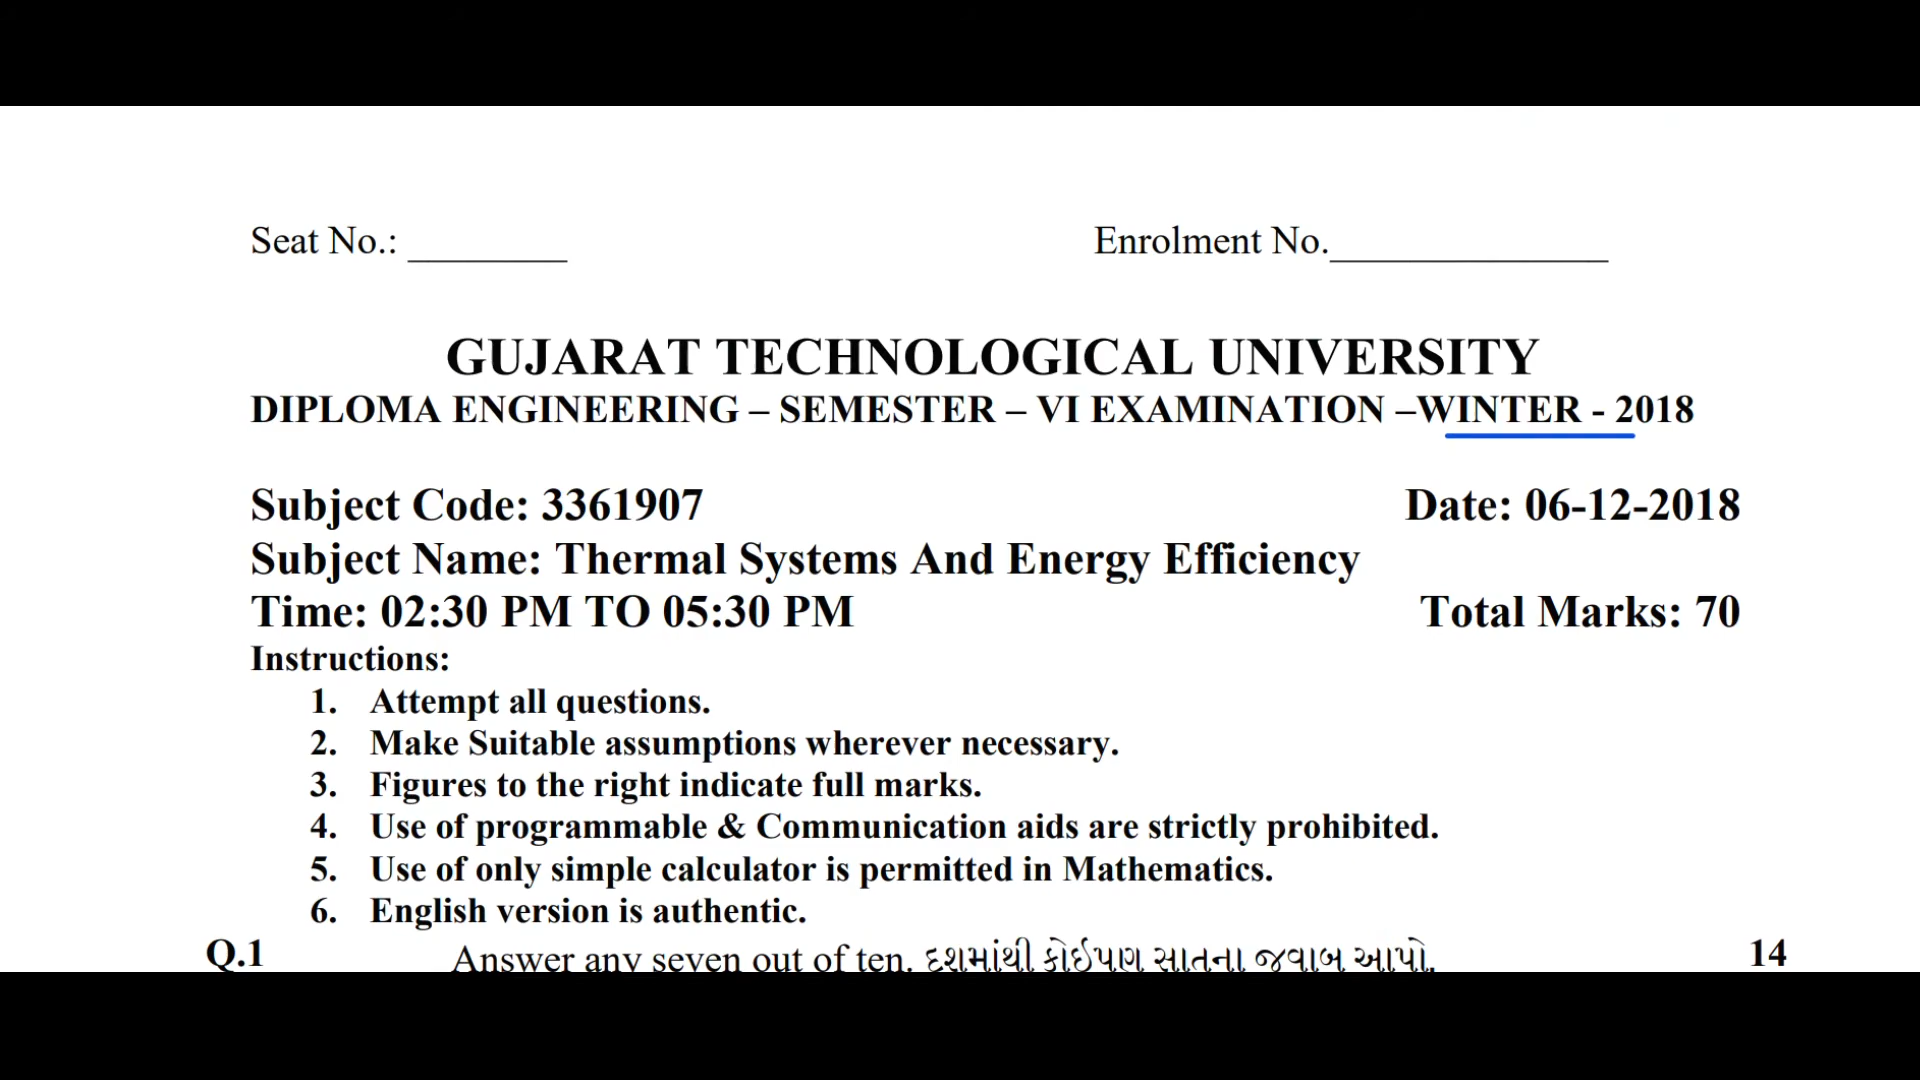 Seat No.: ________ Enrolment No.______________
GUJARAT TECHNOLOGICAL UNIVERSITY
DIPLOMA ENGINEERING – SEMESTER – VI EXAMINATION –WINTER - 2018
Subject Code: 3361907 Date: 06-12-2018
Subject Name: Thermal Systems And Energy Efficiency
Time: 02:30 PM TO 05:30 PM Total Marks: 70
Instructions:
1. Attempt all questions.
2. Make Suitable assumptions wherever necessary.
3. Figures to the right indicate full marks.
4. Use of programmable & Communication aids are strictly prohibited.
5. Use of only simple calculator is permitted in Mathematics.
6. English version is authentic.
Q.1 Answer any seven out of ten. દશમાંથી કોઈપણ સાતના જવાબ આપો. 14